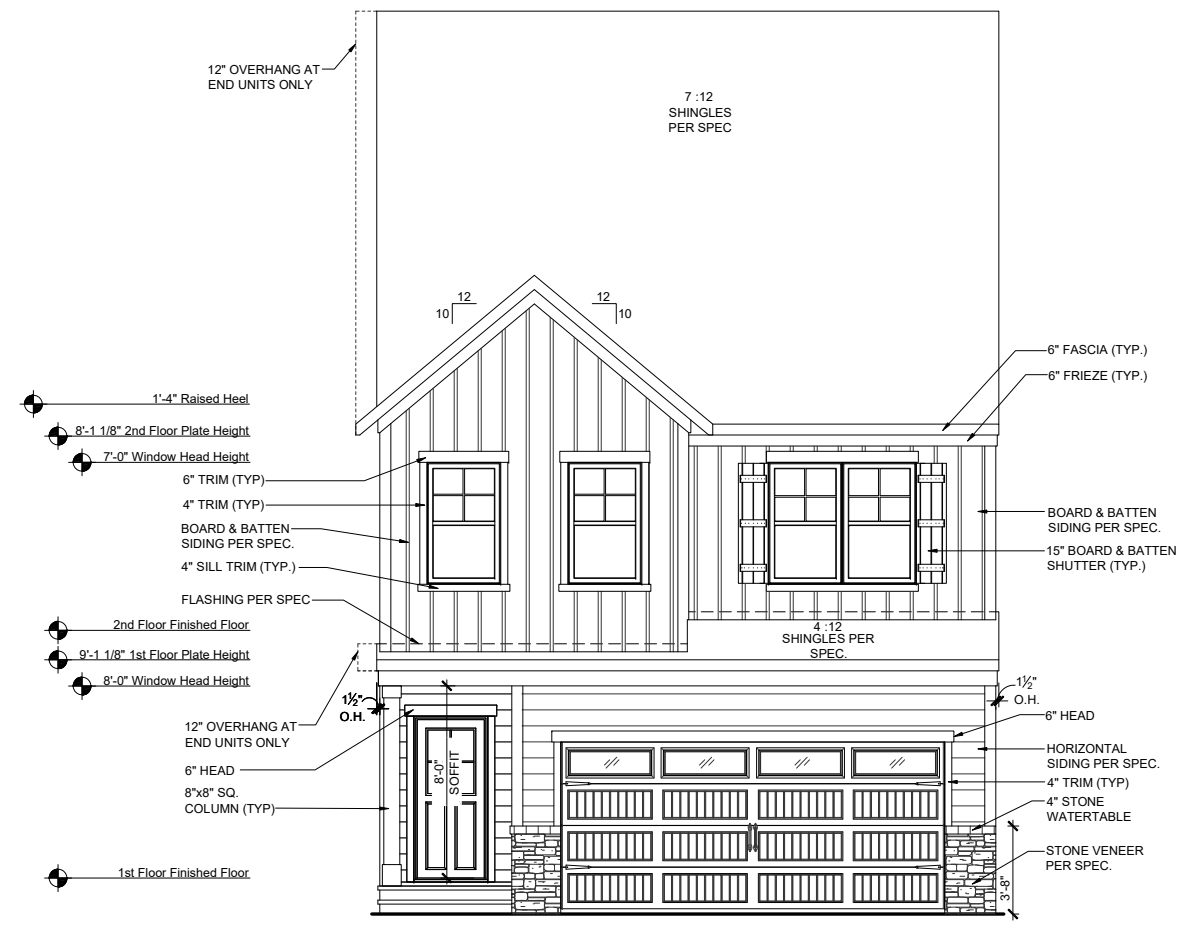 12" OVERHANG AT
END UNITS ONLY
7 :12
SHINGLES
PER SPEC
12
10
12
10
6" FASCIA (TYP.)
6" FRIEZE (TYP.)
1'-4" Raised Heel
8'-1 1/8" 2nd Floor Plate Height
7'-0" Window Head Height
6" TRIM (TYP)
4" TRIM (TYP)
BOARD & BATTEN
SIDING PER SPEC.
4" SILL TRIM (TYP.)
FLASHING PER SPEC
BOARD & BATTEN
SIDING PER SPEC.
15" BOARD & BATTEN
SHUTTER (TYP.)
2nd Floor Finished Floor
9'-1 1/8" 1st Floor Plate Height
8'-0" Window Head Height
4 :12
SHINGLES PER
SPEC.
1½"
O.H.
1½"
O.H.
12" OVERHANG AT
END UNITS ONLY
6" HEAD
8"x8" SQ.
COLUMN (TYP)
8'-0"
SOFFIT
6" HEAD
HORIZONTAL
SIDING PER SPEC.
4" TRIM (TYP)
4" STONE
WATERTABLE
STONE VENEER
PER SPEC.
3'-8"
1st Floor Finished Floor